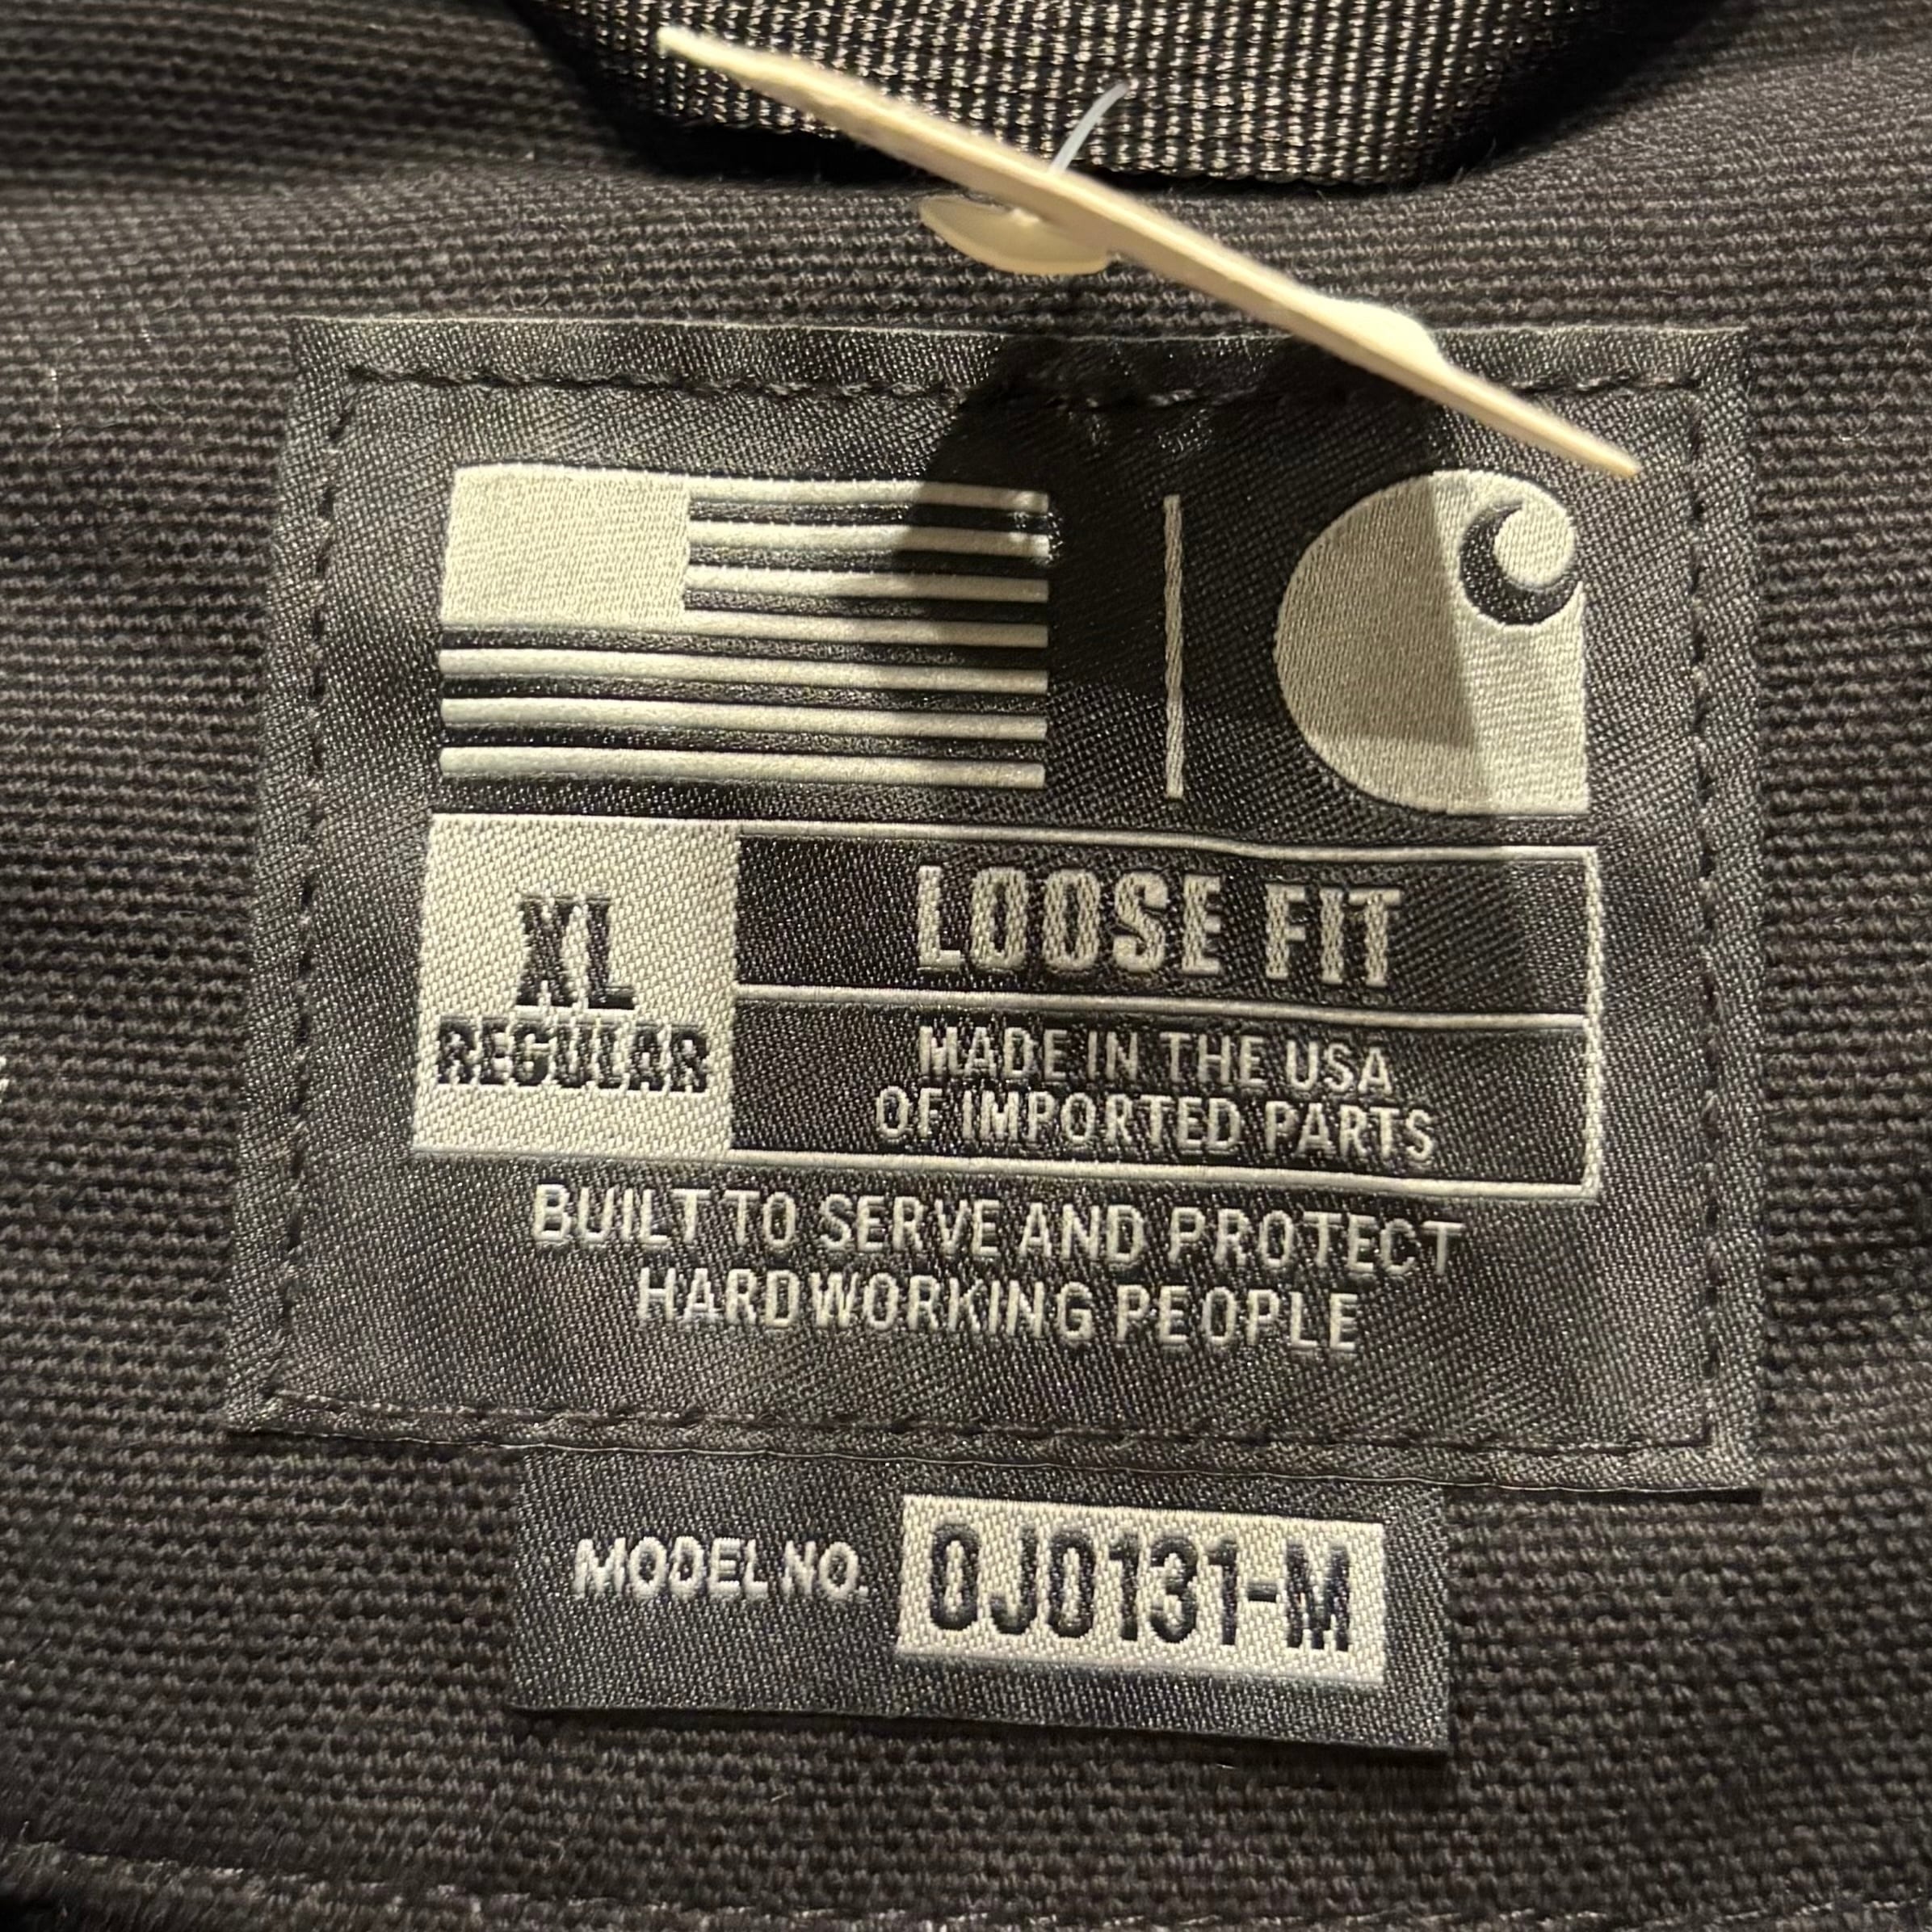 XL
REGULAR
LOOSE FIT
MADE IN THE USA
OF IMPORTED PARTS
BUILT TO SERVE AND PROTECT
HARDWORKING PEOPLE
MODEL NO. 0J0131-M